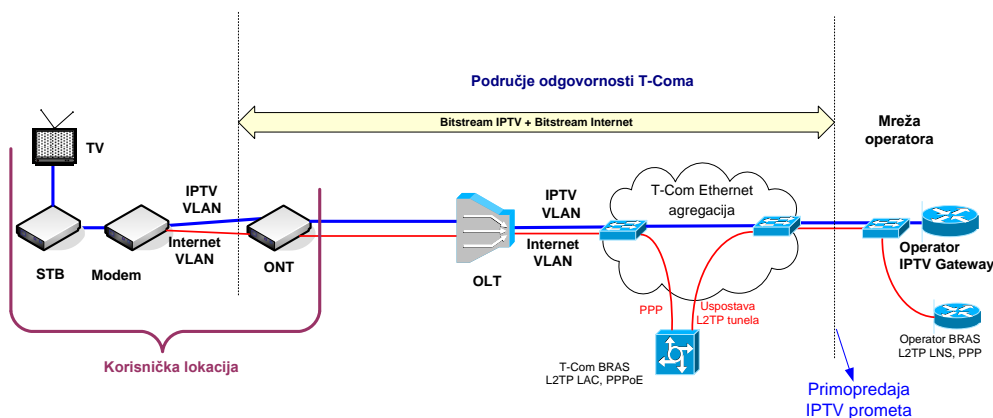 Područje odgovornosti T-Coma
Bitstream IPTV + Bitstream Internet
Mreža
operatora
TV
IPTV
VLAN
Internet
VLAN
STB
Modem
ONT
OLT
IPTV
VLAN
Internet
VLAN
T-Com Ethernet
agregacija
Operator
IPTV Gateway
PPP
Uspostava
L2TP tunela
T-Com BRAS
L2TP LAC, PPPoE
Operator BRAS
L2TP LNS, PPP
Korisnička lokacija
Primopredaja
IPTV prometa